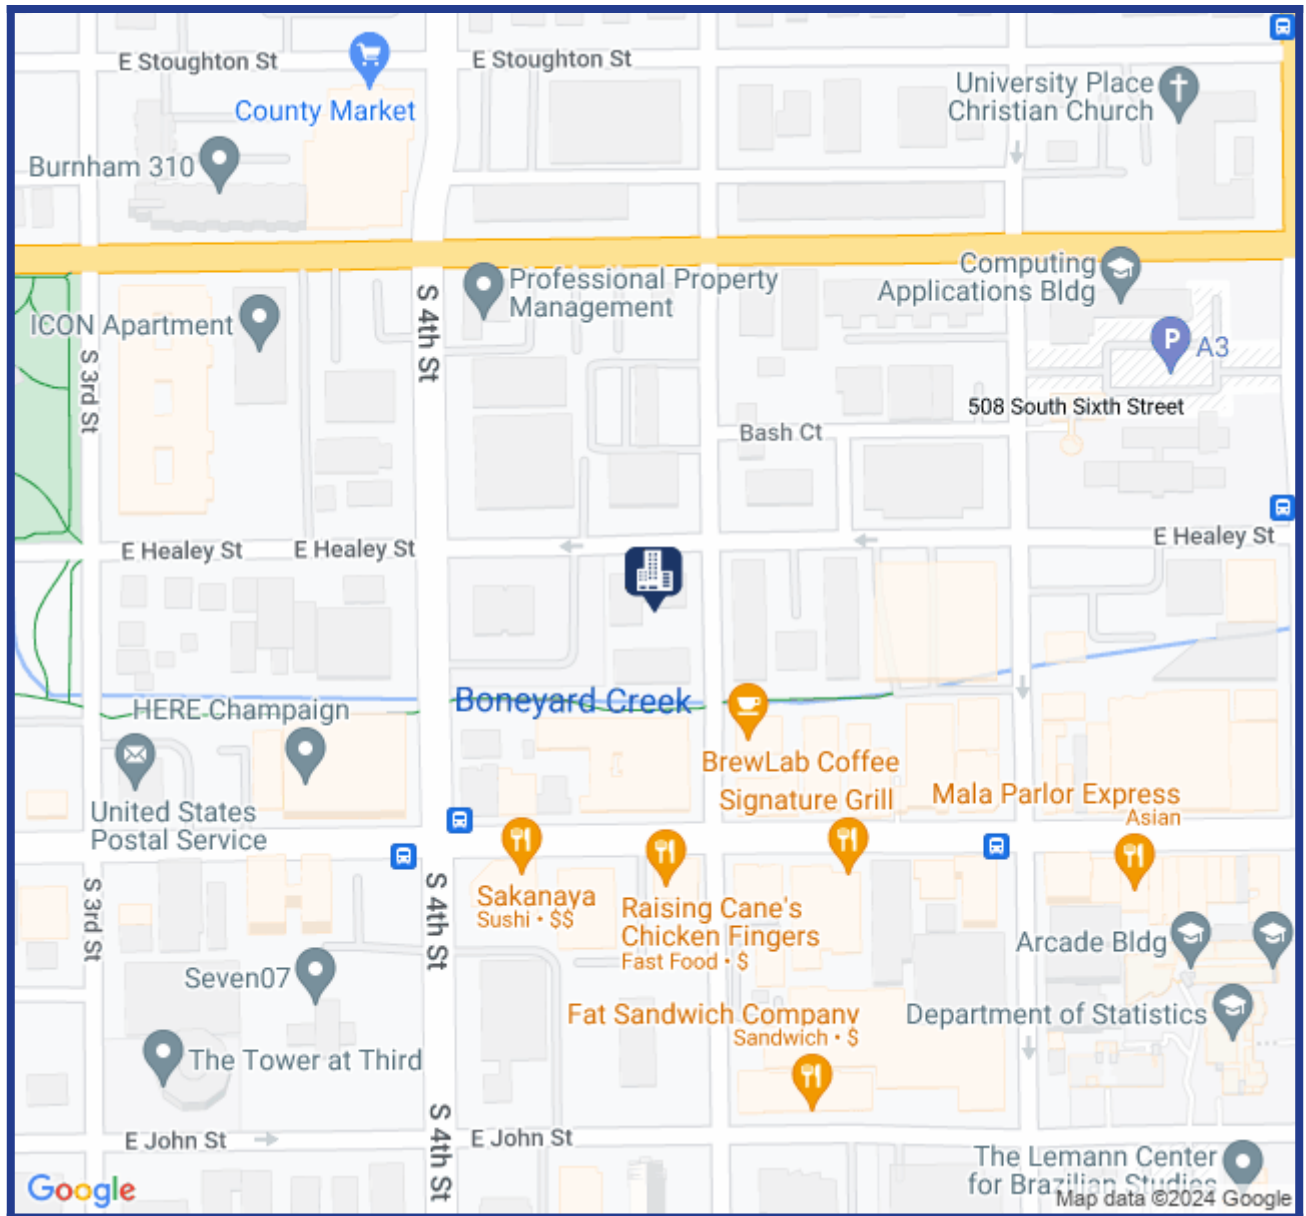 E Stoughton St
E Stoughton St
County Market
University Place
Christian Church
Burnham 310
Computing
Applications Bldg
Professional Property
Management
S 4th St
ICON Apartment
P
A3
S 3rd St
508 South Sixth Street
Bash Ct
E Healey St
E Healey St
E Healey St
Boneyard Creek
HERE Champaign
BrewLab Coffee
Signature Grill
Mala Parlor Express
Asian
United States
Postal Service
S 3rd St
S 4th St
Sakanaya
Sushi • $$
Raising Cane's
Chicken Fingers
Fast Food • $
Arcade Bldg
Seven07
Fat Sandwich Company
Sandwich • $
Department of Statistics
The Tower at Third
E John St
S 4th St
E John St
The Lemann Center
for Brazilian Studies
Google
Map data ©2024 Google